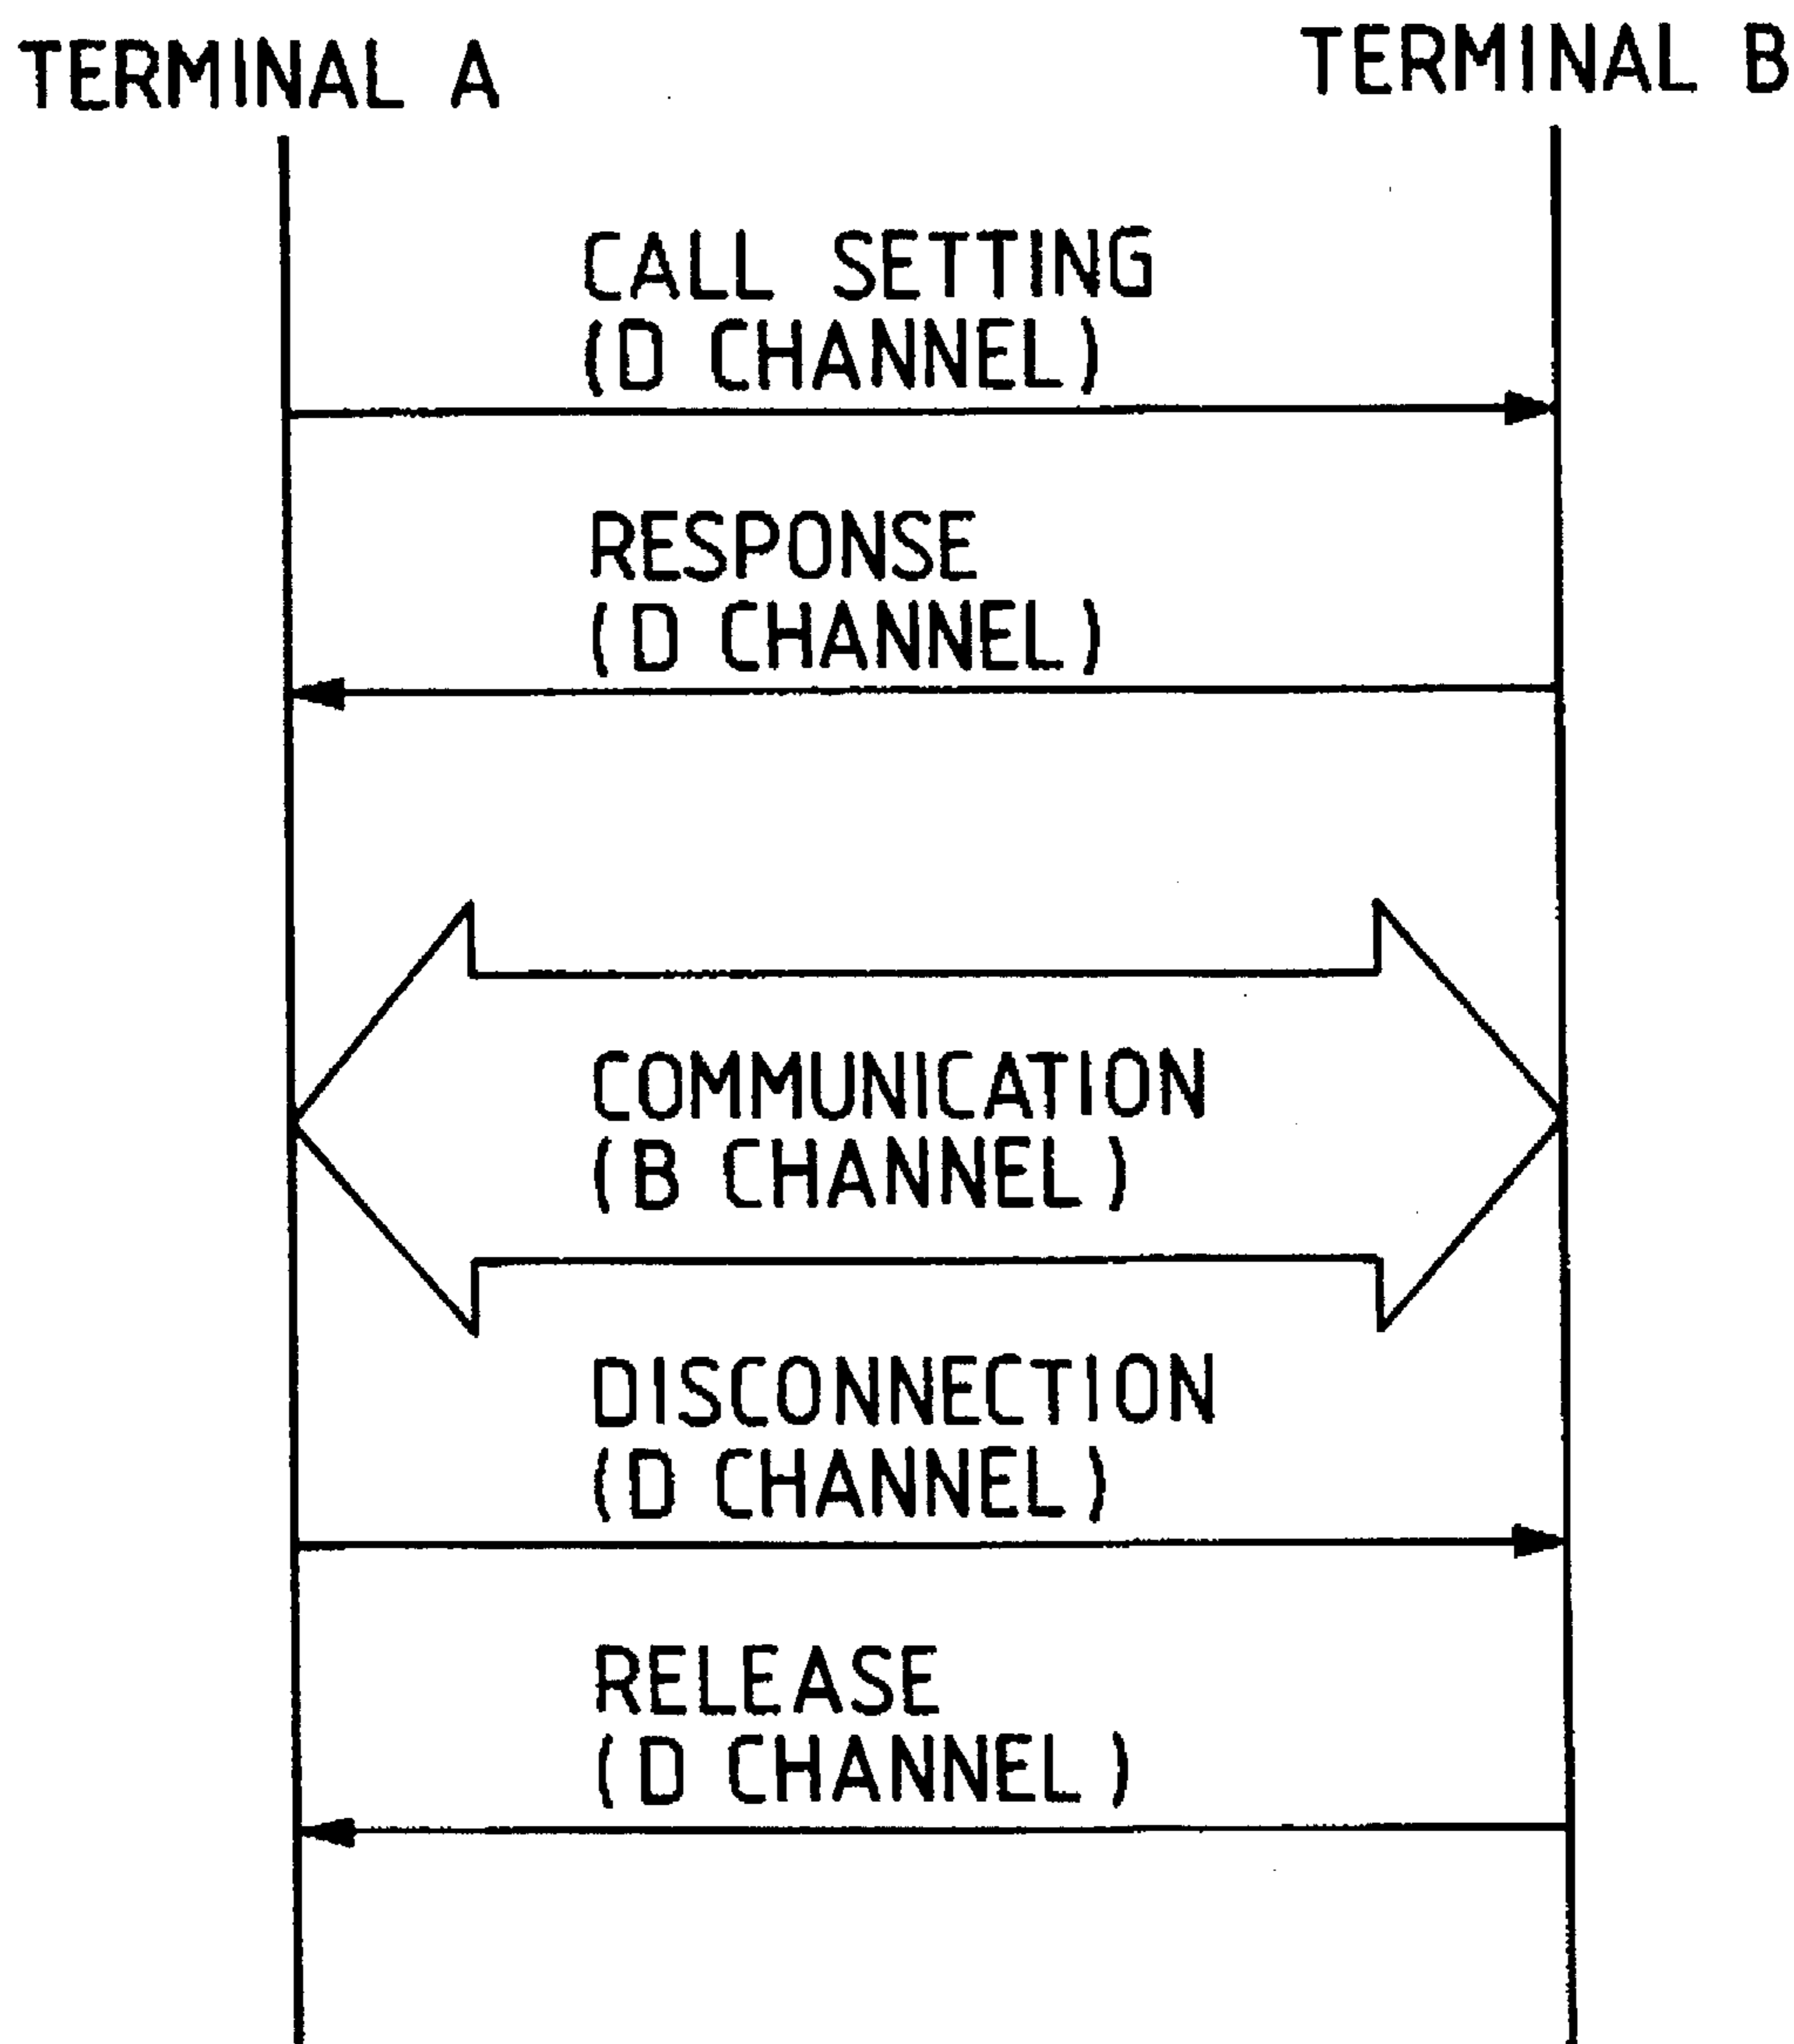 TERMINAL A
TERMINAL B
CALL SETTING
(D CHANNEL)
RESPONSE
(D CHANNEL)
COMMUNICATION
(B CHANNEL)
DISCONNECTION
(D CHANNEL)
RELEASE
(D CHANNEL)